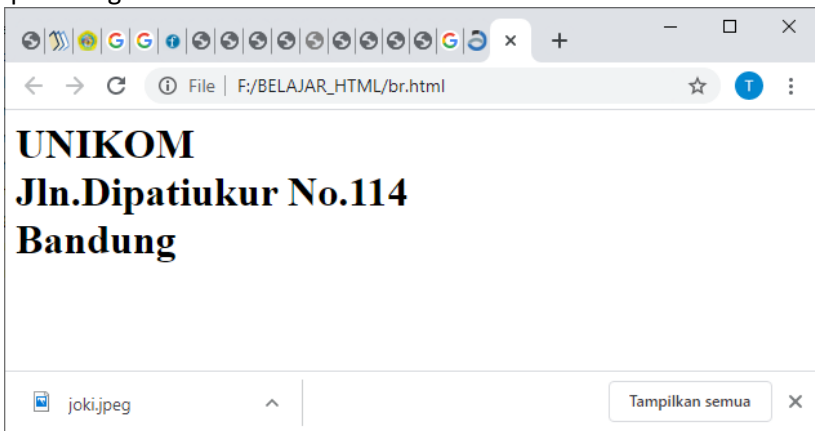 File | F:/BELAJAR_HTML/br.html
T
UNIKOM
Jln.Dipatiukur No.114
Bandung
joki.jpeg
Tampilkan semua